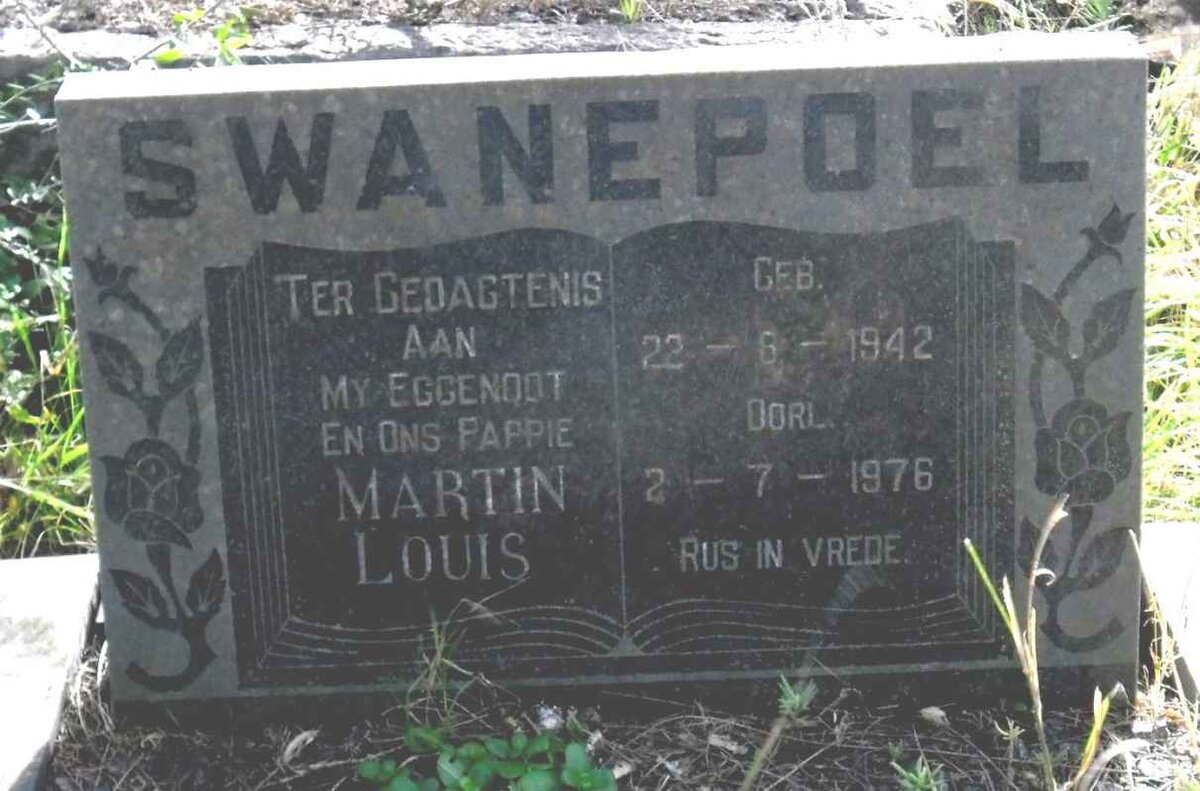 SWANEPOEL
TER GEDAGTENIS
AAN
MY EGGENOOT
EN ONS PAPPIE
MARTIN
LOUIS
GEB.
22 – 6 – 1942
OORL.
2 – 7 – 1976
RUS IN VREDE.